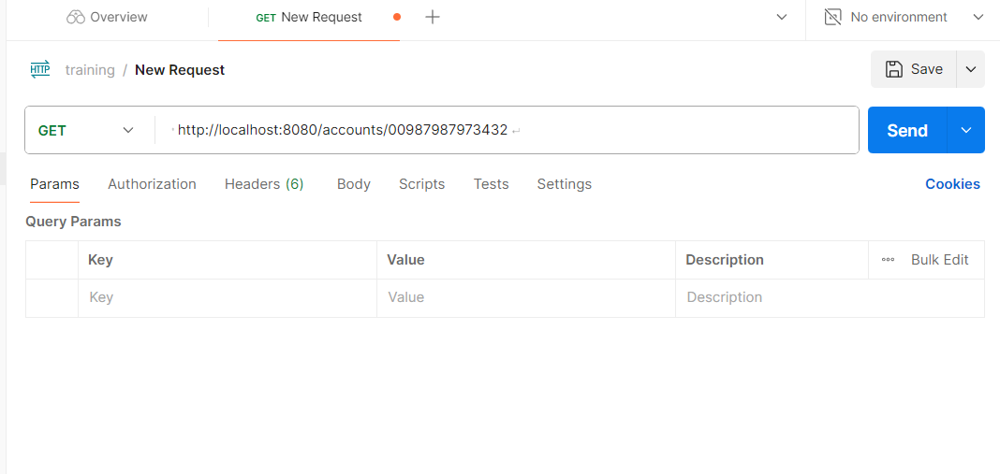 Overview GET New Request No environment
HTTP training / New Request Save
GET http://localhost:8080/accounts/00987987973432 Send
Params Authorization Headers (6) Body Scripts Tests Settings Cookies
Query Params
Key Value Description Bulk Edit
Key Value Description